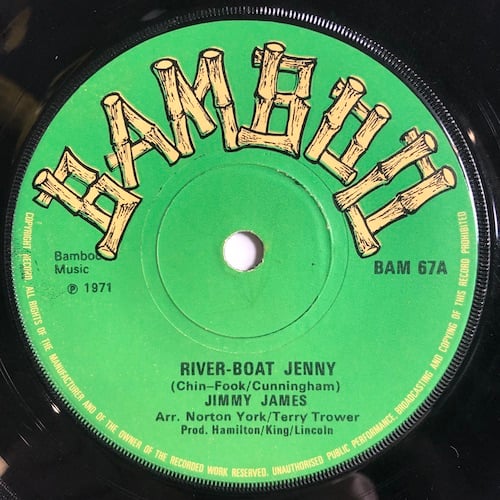 BAMBOO
Bamboo
Music
℗ 1971
BAM 67A
RIVER-BOAT JENNY
(Chin-Fook/Cunningham)
JIMMY JAMES
Arr. Norton York/Terry Trower
Prod. Hamilton/King/Lincoln
COPYRIGHT RECORD. ALL RIGHTS OF THE MANUFACTURER AND OF THE OWNER OF THE RECORDED WORK RESERVED. UNAUTHORISED PUBLIC PERFORMANCE, BROADCASTING AND COPYING OF THIS RECORD PROHIBITED